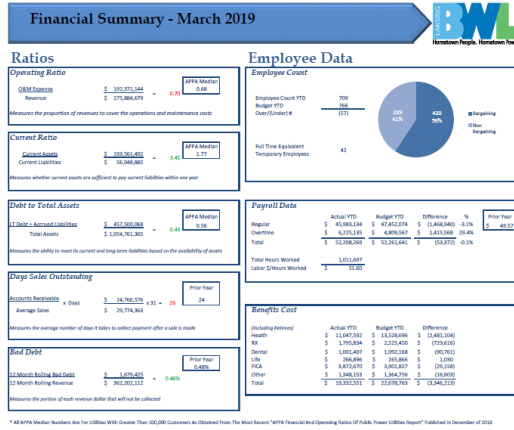 Financial Summary - March 2019
LANSING
BWL
Hometown People. Hometown Pow
Ratios
Operating Ratio
APPA Median
0.68
O&M Expense $ 192,371,144 = 0.70
Revenue $ 275,884,679
Measures the proportion of revenues to cover the operations and maintenance costs
Current Ratio
APPA Median
1.77
Current Assets $ 193,361,492 = 3.45
Current Liabilities $ 56,048,885
Measures whether current assets are sufficient to pay current liabilities within one year
Debt to Total Assets
APPA Median
0.56
LT Debt + Accrued Liabilities $ 457,500,068 = 0.43
Total Assets $ 1,054,761,365
Measures the ability to meet its current and long-term liabilities based on the availability of assets
Days Sales Outstanding
Prior Year
24
Accounts Receivable x Days $ 24,766,576 x 31 = 26
Average Sales $ 29,774,363
Measures the average number of days it takes to collect payment after a sale is made
Bad Debt
Prior Year
0.48%
12 Month Rolling Bad Debt $ 1,679,425 = 0.46%
12 Month Rolling Revenue $ 362,202,112
Measures the portion of each revenue dollar that will not be collected
Employee Data
Employee Count
Employee Count YTD 709
Budget YTD 766
Over/(Under) # (57)
Full Time Equivalent
Temporary Employees 42
289
41%
420
59%
Bargaining
Non
Bargaining
Payroll Data
Actual YTD Budget YTD Difference % Prior Year
Regular $ 45,983,134 $ 47,452,074 $ (1,468,940) -3.1% $ 49.57
Overtime $ 6,225,135 $ 4,809,567 $ 1,415,568 29.4%
Total $ 52,208,269 $ 52,261,641 $ (53,372) -0.1%
Total Hours Worked 1,011,697
Labor $/Hours Worked $ 51.60
Benefits Cost
(Including Retirees) Actual YTD Budget YTD Difference
Health $ 11,047,592 $ 13,528,696 $ (2,481,104)
RX $ 1,795,834 $ 2,525,450 $ (729,616)
Dental $ 1,001,407 $ 1,092,168 $ (90,761)
Life $ 266,896 $ 265,866 $ 1,030
FICA $ 3,872,670 $ 3,901,827 $ (29,158)
Other $ 1,348,153 $ 1,364,756 $ (16,603)
Total $ 19,332,551 $ 22,678,763 $ (3,346,213)
* All APPA Median Numbers Are For Utilities With Greater Than 100,000 Customers As Obtained From The Most Recent "APPA Financial And Operating Ratios Of Public Power Utilities Report" Published In December of 2018